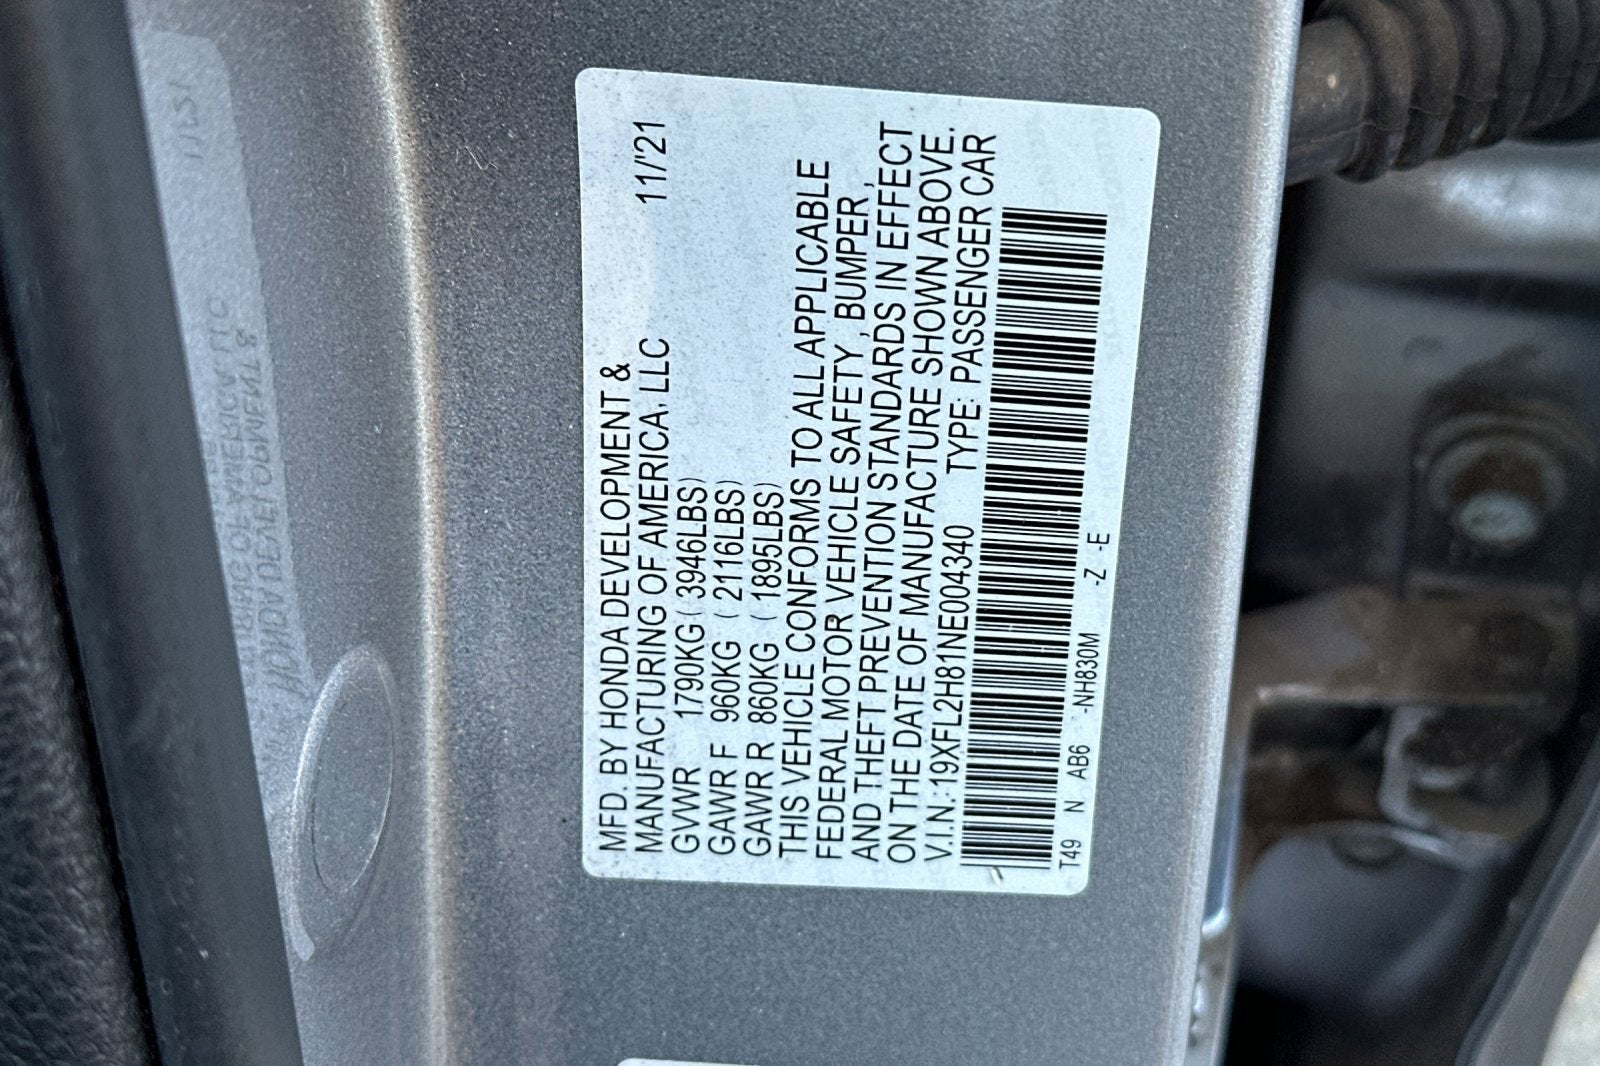 MFD. BY HONDA DEVELOPMENT &
MANUFACTURING OF AMERICA, LLC 11/'21
GVWR 1790KG ( 3946LBS)
GAWR F 960KG ( 2116LBS)
GAWR R 860KG ( 1895LBS)
THIS VEHICLE CONFORMS TO ALL APPLICABLE
FEDERAL MOTOR VEHICLE SAFETY , BUMPER ,
AND THEFT PREVENTION STANDARDS IN EFFECT
ON THE DATE OF MANUFACTURE SHOWN ABOVE.
V.I.N.:19XFL2H81NE004340 TYPE: PASSENGER CAR
T49 N AB6 -NH830M -Z -E